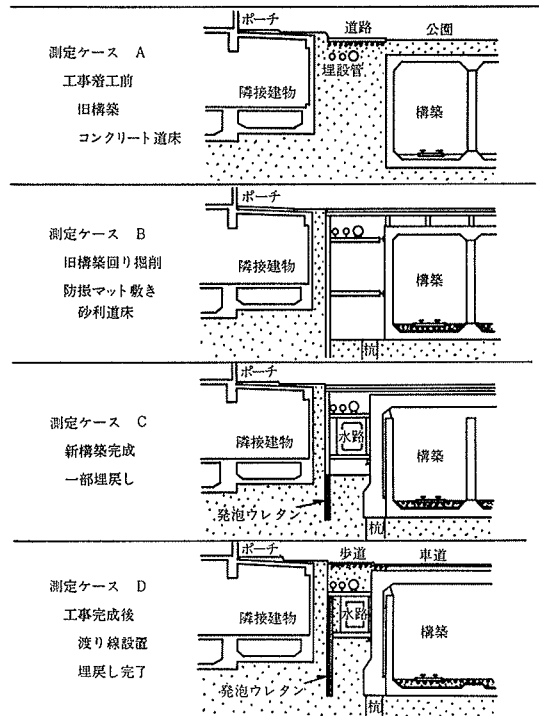 ポーチ
道路
公園
測定ケース A
工事着工前
旧構築
コンクリート道床
埋設管
隣接建物
構築
測定ケース B
旧構築回り掘削
防振マット敷き
砂利道床
ポーチ
隣接建物
構築
杭
測定ケース C
新構築完成
一部埋戻し
ポーチ
隣接建物
水路
構築
発泡ウレタン
杭
測定ケース D
工事完成後
渡り線設置
埋戻し完了
ポーチ
歩道
車道
隣接建物
水路
構築
発泡ウレタン
杭